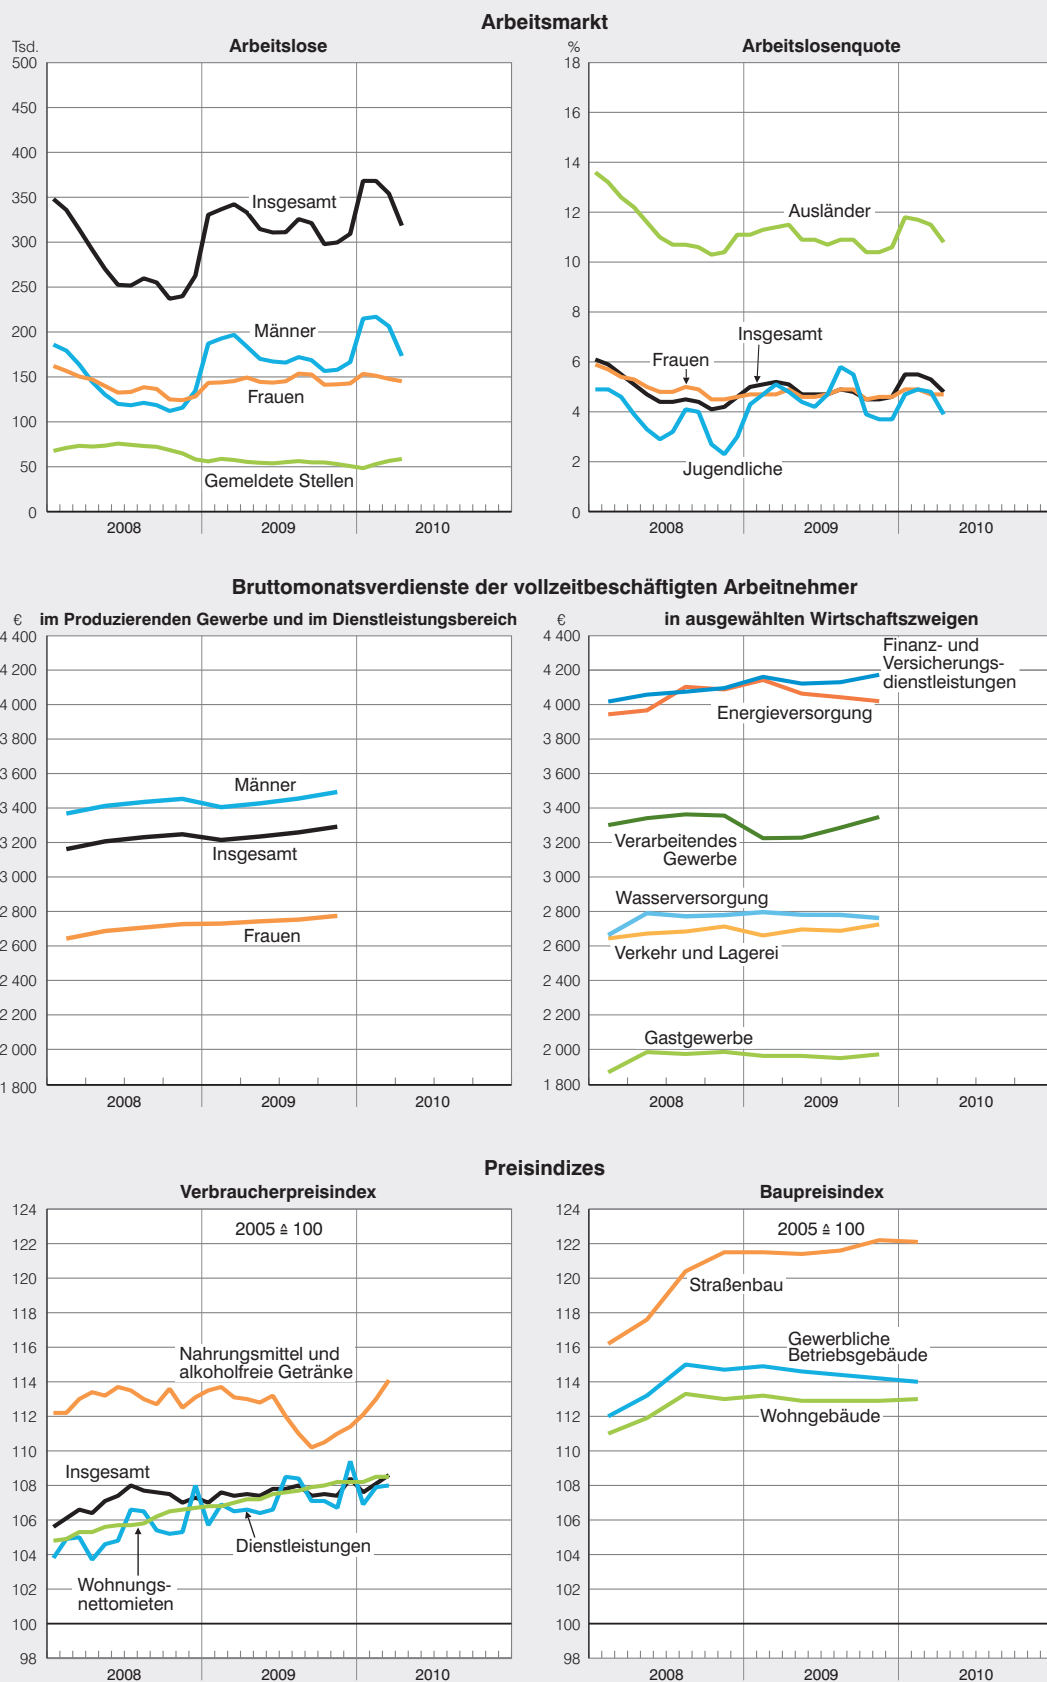 Arbeitsmarkt
Tsd.
Arbeitslose
500
450
400
350
300
250
200
150
100
50
0
Insgesamt
Männer
Frauen
Gemeldete Stellen
2008
2009
2010
%
Arbeitslosenquote
18
16
14
12
10
8
6
4
2
0
Ausländer
Insgesamt
Frauen
Jugendliche
2008
2009
2010
Bruttomonatsverdienste der vollzeitbeschäftigten Arbeitnehmer
€
im Produzierenden Gewerbe und im Dienstleistungsbereich
4 400
4 200
4 000
3 800
3 600
3 400
3 200
3 000
2 800
2 600
2 400
2 200
2 000
1 800
Männer
Insgesamt
Frauen
2008
2009
2010
€
in ausgewählten Wirtschaftszweigen
4 400
4 200
4 000
3 800
3 600
3 400
3 200
3 000
2 800
2 600
2 400
2 200
2 000
1 800
Finanz- und
Versicherungs-
dienstleistungen
Energieversorgung
Verarbeitendes
Gewerbe
Wasserversorgung
Verkehr und Lagerei
Gastgewerbe
2008
2009
2010
Preisindizes
Verbraucherpreisindex
124
122
120
118
116
114
112
110
108
106
104
102
100
98
2005 ≙ 100
Nahrungsmittel und
alkoholfreie Getränke
Insgesamt
Dienstleistungen
Wohnungs-
nettomieten
2008
2009
2010
Baupreisindex
124
122
120
118
116
114
112
110
108
106
104
102
100
98
2005 ≙ 100
Straßenbau
Gewerbliche
Betriebsgebäude
Wohngebäude
2008
2009
2010